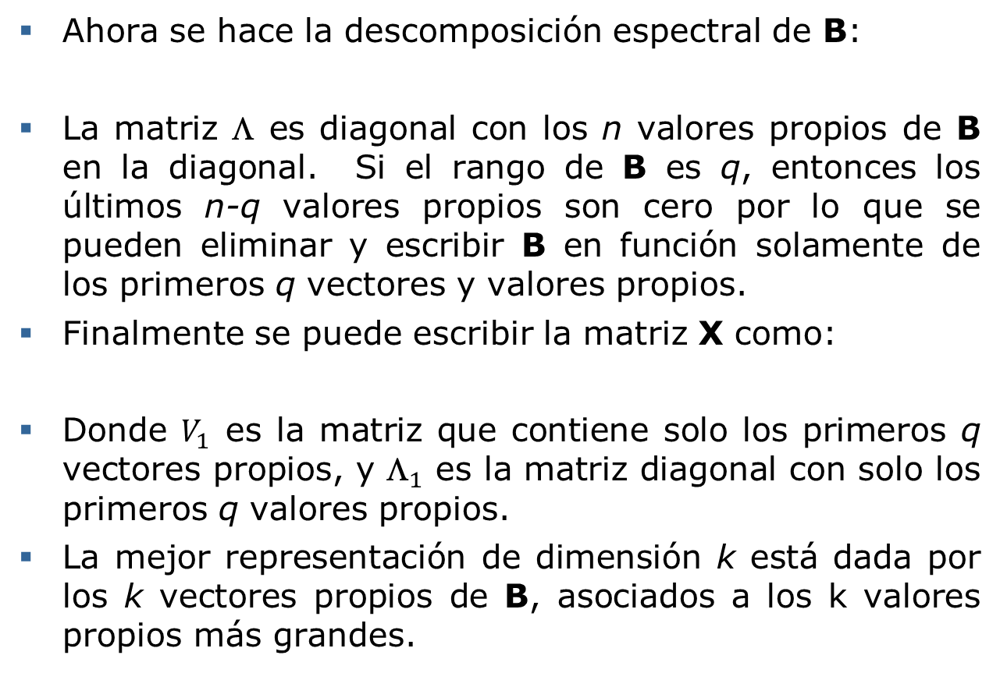 ▪ Ahora se hace la descomposición espectral de B:
▪ La matriz Λ es diagonal con los n valores propios de B
en la diagonal. Si el rango de B es q, entonces los
últimos n-q valores propios son cero por lo que se
pueden eliminar y escribir B en función solamente de
los primeros q vectores y valores propios.
▪ Finalmente se puede escribir la matriz X como:
▪ Donde V₁ es la matriz que contiene solo los primeros q
vectores propios, y Λ₁ es la matriz diagonal con solo los
primeros q valores propios.
▪ La mejor representación de dimensión k está dada por
los k vectores propios de B, asociados a los k valores
propios más grandes.